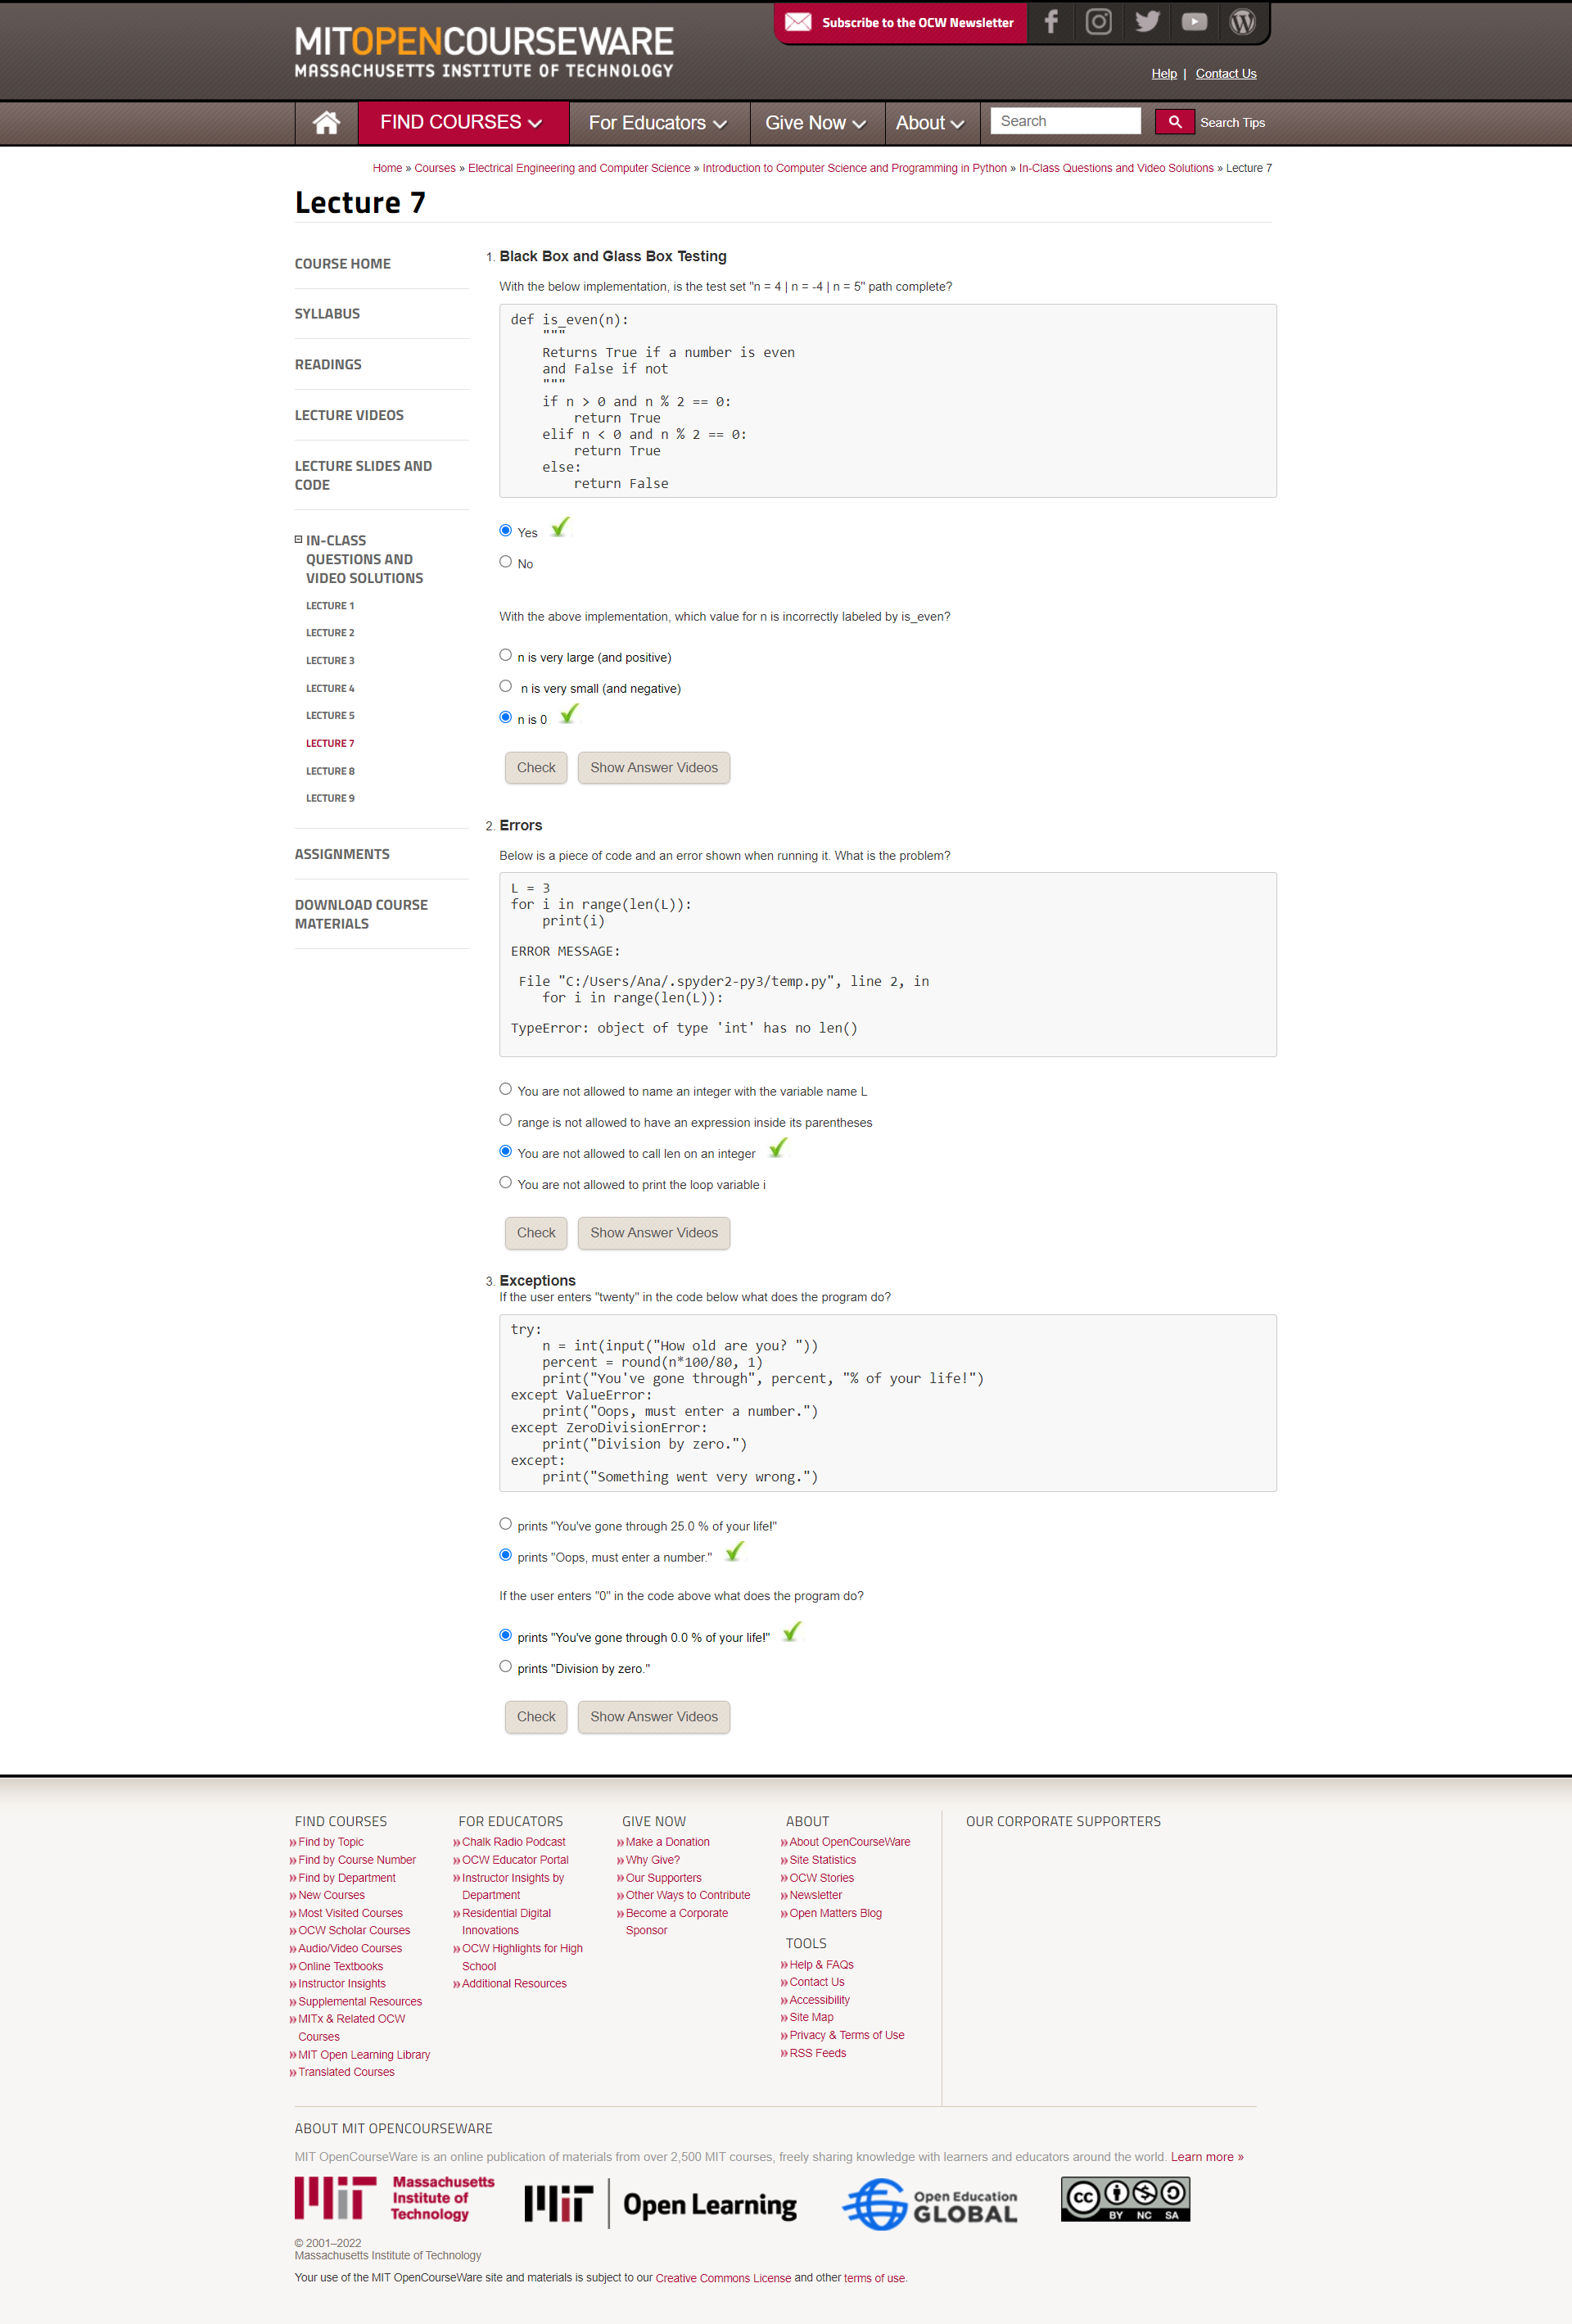 Subscribe to the OCW Newsletter
MITOPENCOURSEWARE
MASSACHUSETTS INSTITUTE OF TECHNOLOGY
Help | Contact Us
FIND COURSES
For Educators
Give Now
About
Search
Search Tips
Home » Courses » Electrical Engineering and Computer Science » Introduction to Computer Science and Programming in Python » In-Class Questions and Video Solutions » Lecture 7
Lecture 7
COURSE HOME
SYLLABUS
READINGS
LECTURE VIDEOS
LECTURE SLIDES AND
CODE
IN-CLASS
QUESTIONS AND
VIDEO SOLUTIONS
LECTURE 1
LECTURE 2
LECTURE 3
LECTURE 4
LECTURE 5
LECTURE 7
LECTURE 8
LECTURE 9
ASSIGNMENTS
DOWNLOAD COURSE
MATERIALS
1. Black Box and Glass Box Testing
With the below implementation, is the test set "n = 4 | n = -4 | n = 5" path complete?
def is_even(n):
    """
    Returns True if a number is even
    and False if not
    """
    if n > 0 and n % 2 == 0:
        return True
    elif n < 0 and n % 2 == 0:
        return True
    else:
        return False
Yes
No
With the above implementation, which value for n is incorrectly labeled by is_even?
n is very large (and positive)
n is very small (and negative)
n is 0
Check
Show Answer Videos
2. Errors
Below is a piece of code and an error shown when running it. What is the problem?
L = 3
for i in range(len(L)):
    print(i)
ERROR MESSAGE:
 File "C:/Users/Ana/.spyder2-py3/temp.py", line 2, in
    for i in range(len(L)):
TypeError: object of type 'int' has no len()
You are not allowed to name an integer with the variable name L
range is not allowed to have an expression inside its parentheses
You are not allowed to call len on an integer
You are not allowed to print the loop variable i
Check
Show Answer Videos
3. Exceptions
If the user enters "twenty" in the code below what does the program do?
try:
    n = int(input("How old are you? "))
    percent = round(n*100/80, 1)
    print("You've gone through", percent, "% of your life!")
except ValueError:
    print("Oops, must enter a number.")
except ZeroDivisionError:
    print("Division by zero.")
except:
    print("Something went very wrong.")
prints "You've gone through 25.0 % of your life!"
prints "Oops, must enter a number."
If the user enters "0" in the code above what does the program do?
prints "You've gone through 0.0 % of your life!"
prints "Division by zero."
Check
Show Answer Videos
FIND COURSES
Find by Topic
Find by Course Number
Find by Department
New Courses
Most Visited Courses
OCW Scholar Courses
Audio/Video Courses
Online Textbooks
Instructor Insights
Supplemental Resources
MITx & Related OCW
Courses
MIT Open Learning Library
Translated Courses
FOR EDUCATORS
Chalk Radio Podcast
OCW Educator Portal
Instructor Insights by
Department
Residential Digital
Innovations
OCW Highlights for High
School
Additional Resources
GIVE NOW
Make a Donation
Why Give?
Our Supporters
Other Ways to Contribute
Become a Corporate
Sponsor
ABOUT
About OpenCourseWare
Site Statistics
OCW Stories
Newsletter
Open Matters Blog
TOOLS
Help & FAQs
Contact Us
Accessibility
Site Map
Privacy & Terms of Use
RSS Feeds
OUR CORPORATE SUPPORTERS
ABOUT MIT OPENCOURSEWARE
MIT OpenCourseWare is an online publication of materials from over 2,500 MIT courses, freely sharing knowledge with learners and educators around the world. Learn more »
MIT
Massachusetts
Institute of
Technology
MIT
Open Learning
Open Education
GLOBAL
cc
BY NC SA
© 2001–2022
Massachusetts Institute of Technology
Your use of the MIT OpenCourseWare site and materials is subject to our Creative Commons License and other terms of use.